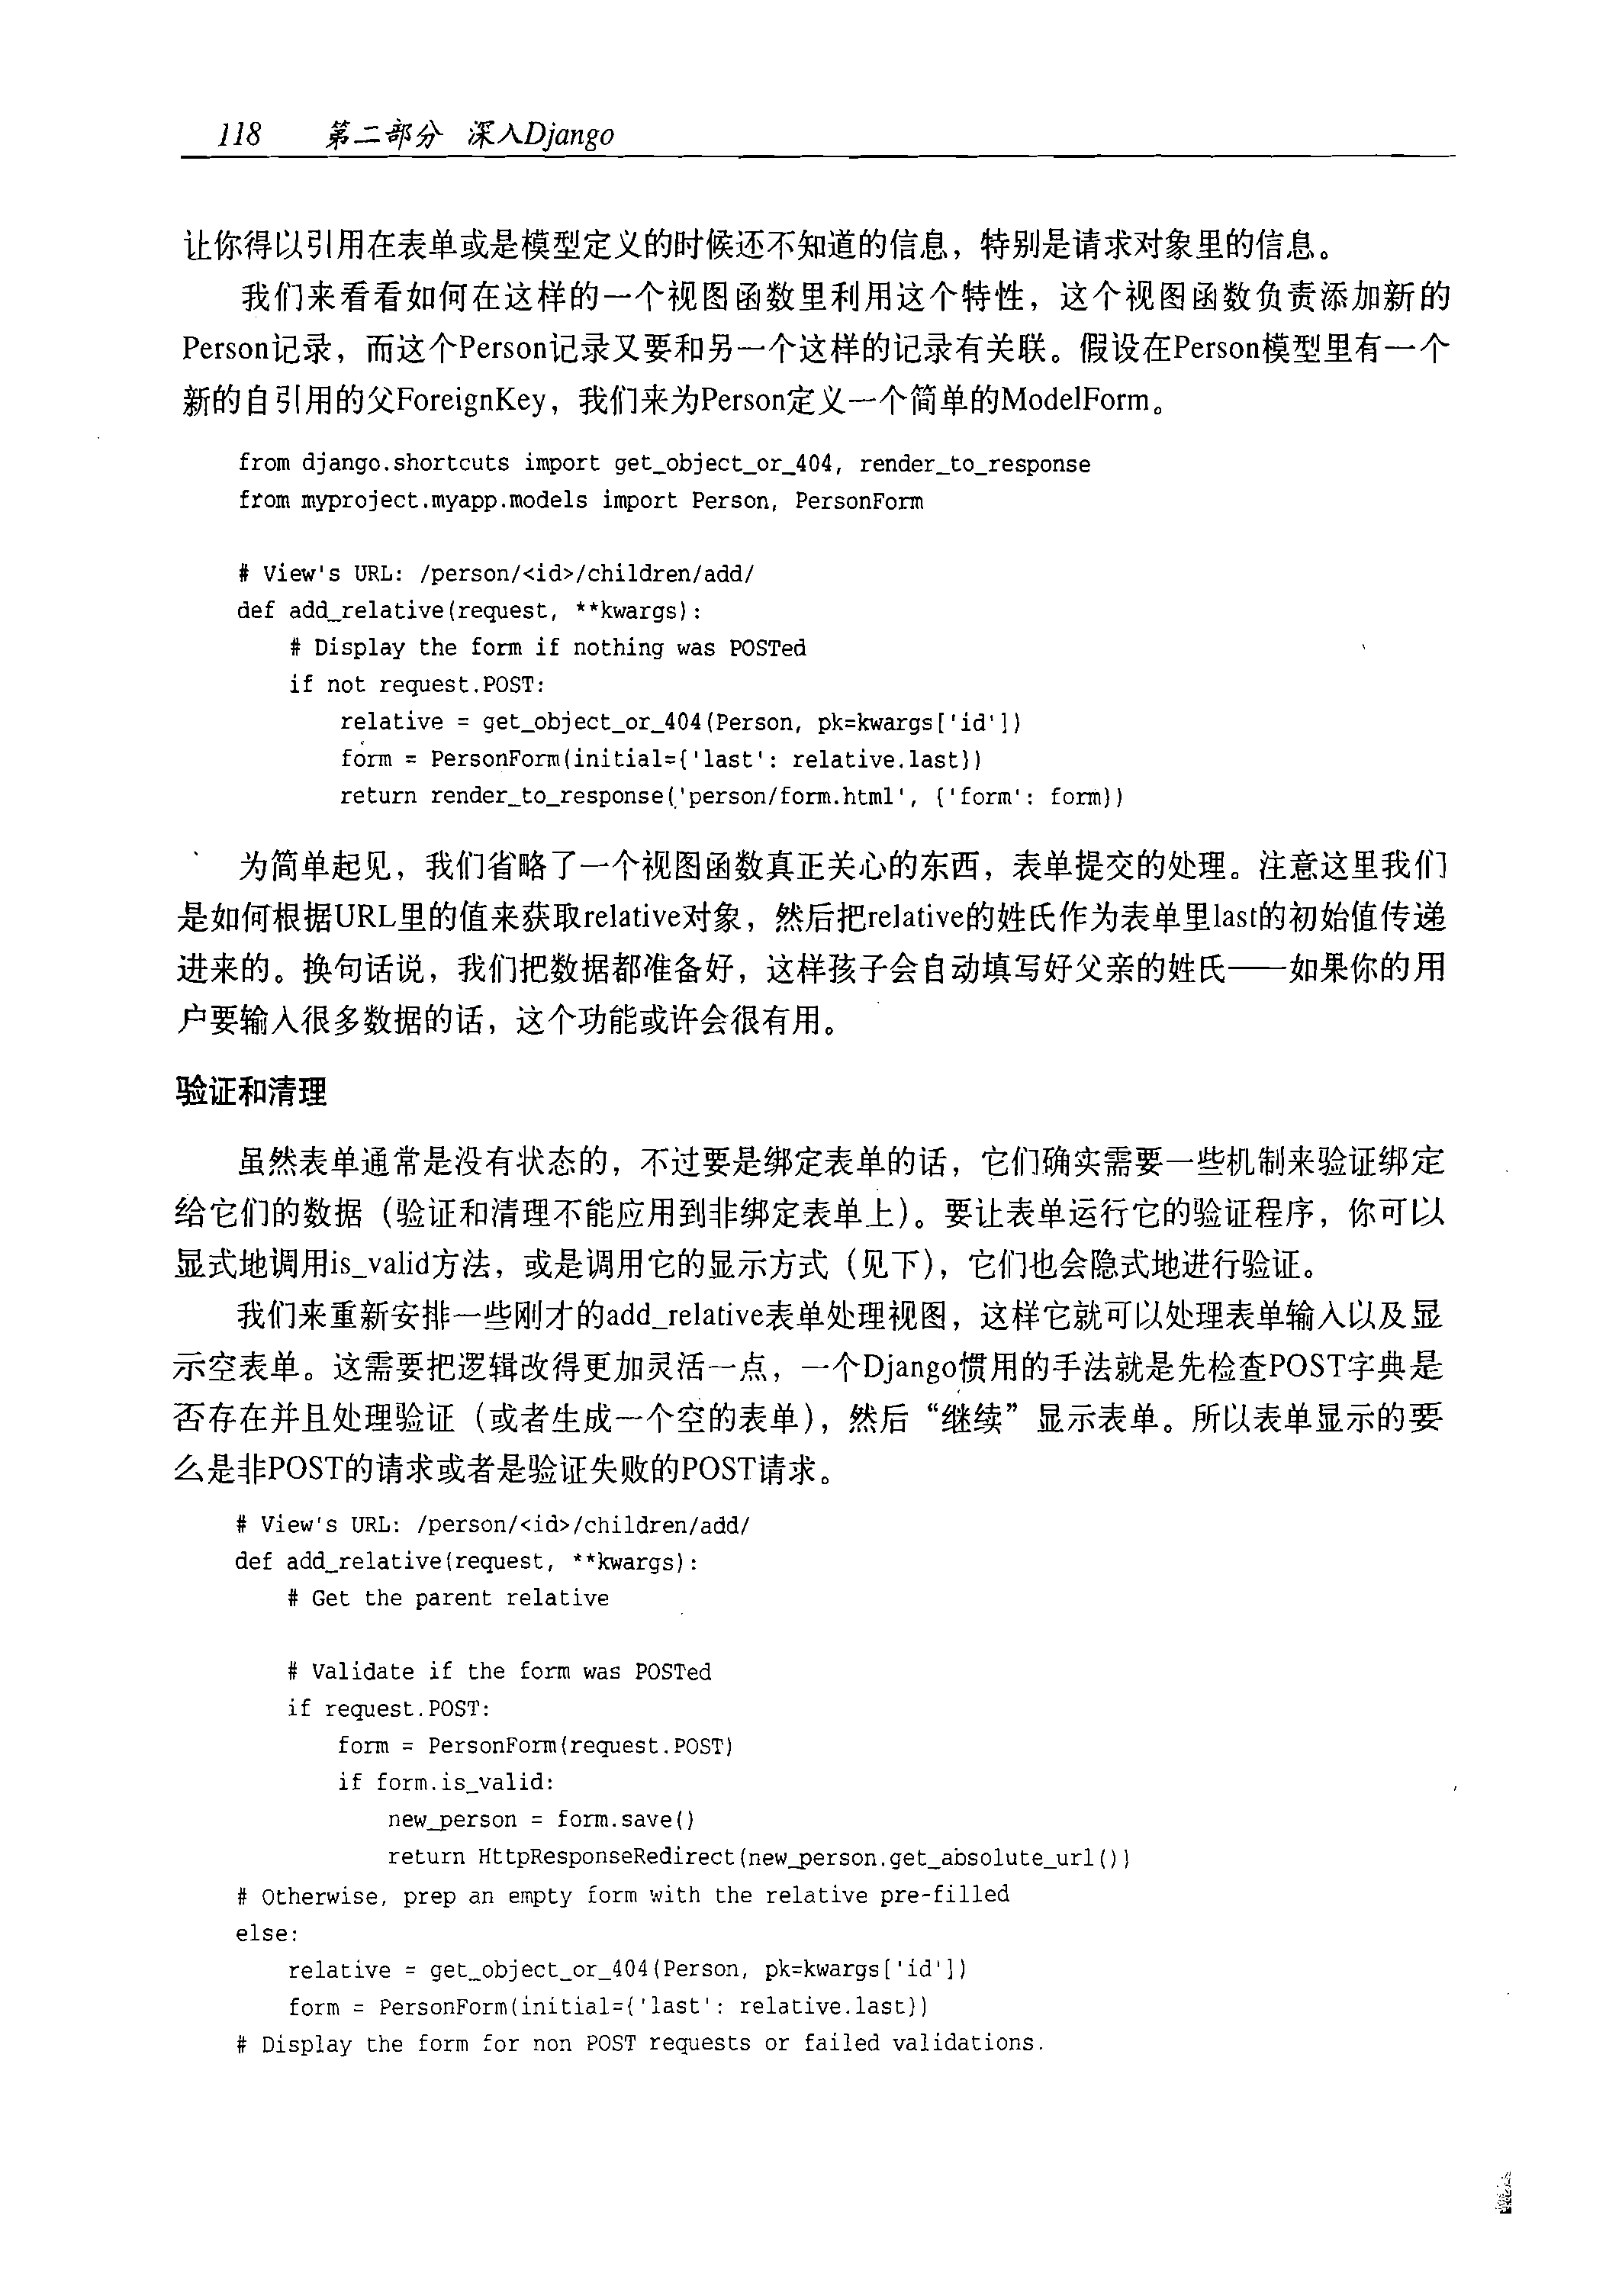 118 第二部分 深入Django
让你得以引用在表单或是模型定义的时候还不知道的信息，特别是请求对象里的信息。
我们来看看如何在这样的一个视图函数里利用这个特性，这个视图函数负责添加新的
Person记录，而这个Person记录又要和另一个这样的记录有关联。假设在Person模型里有一个
新的自引用的父ForeignKey，我们来为Person定义一个简单的ModelForm。
from django.shortcuts import get_object_or_404, render_to_response
from myproject.myapp.models import Person, PersonForm
# View's URL: /person/<id>/children/add/
def add_relative(request, **kwargs):
    # Display the form if nothing was POSTed
    if not request.POST:
        relative = get_object_or_404(Person, pk=kwargs['id'])
        form = PersonForm(initial={'last': relative.last})
        return render_to_response('person/form.html', {'form': form})
为简单起见，我们省略了一个视图函数真正关心的东西，表单提交的处理。注意这里我们
是如何根据URL里的值来获取relative对象，然后把relative的姓氏作为表单里last的初始值传递
进来的。换句话说，我们把数据都准备好，这样孩子会自动填写好父亲的姓氏——如果你的用
户要输入很多数据的话，这个功能或许会很有用。
验证和清理
虽然表单通常是没有状态的，不过要是绑定表单的话，它们确实需要一些机制来验证绑定
给它们的数据（验证和清理不能应用到非绑定表单上）。要让表单运行它的验证程序，你可以
显式地调用is_valid方法，或是调用它的显示方式（见下），它们也会隐式地进行验证。
我们来重新安排一些刚才的add_relative表单处理视图，这样它就可以处理表单输入以及显
示空表单。这需要把逻辑改得更加灵活一点，一个Django惯用的手法就是先检查POST字典是
否存在并且处理验证（或者生成一个空的表单），然后“继续”显示表单。所以表单显示的要
么是非POST的请求或者是验证失败的POST请求。
# View's URL: /person/<id>/children/add/
def add_relative(request, **kwargs):
    # Get the parent relative
    # Validate if the form was POSTed
    if request.POST:
        form = PersonForm(request.POST)
        if form.is_valid:
            new_person = form.save()
            return HttpResponseRedirect(new_person.get_absolute_url())
# Otherwise, prep an empty form with the relative pre-filled
else:
    relative = get_object_or_404(Person, pk=kwargs['id'])
    form = PersonForm(initial={'last': relative.last})
# Display the form for non POST requests or failed validations.